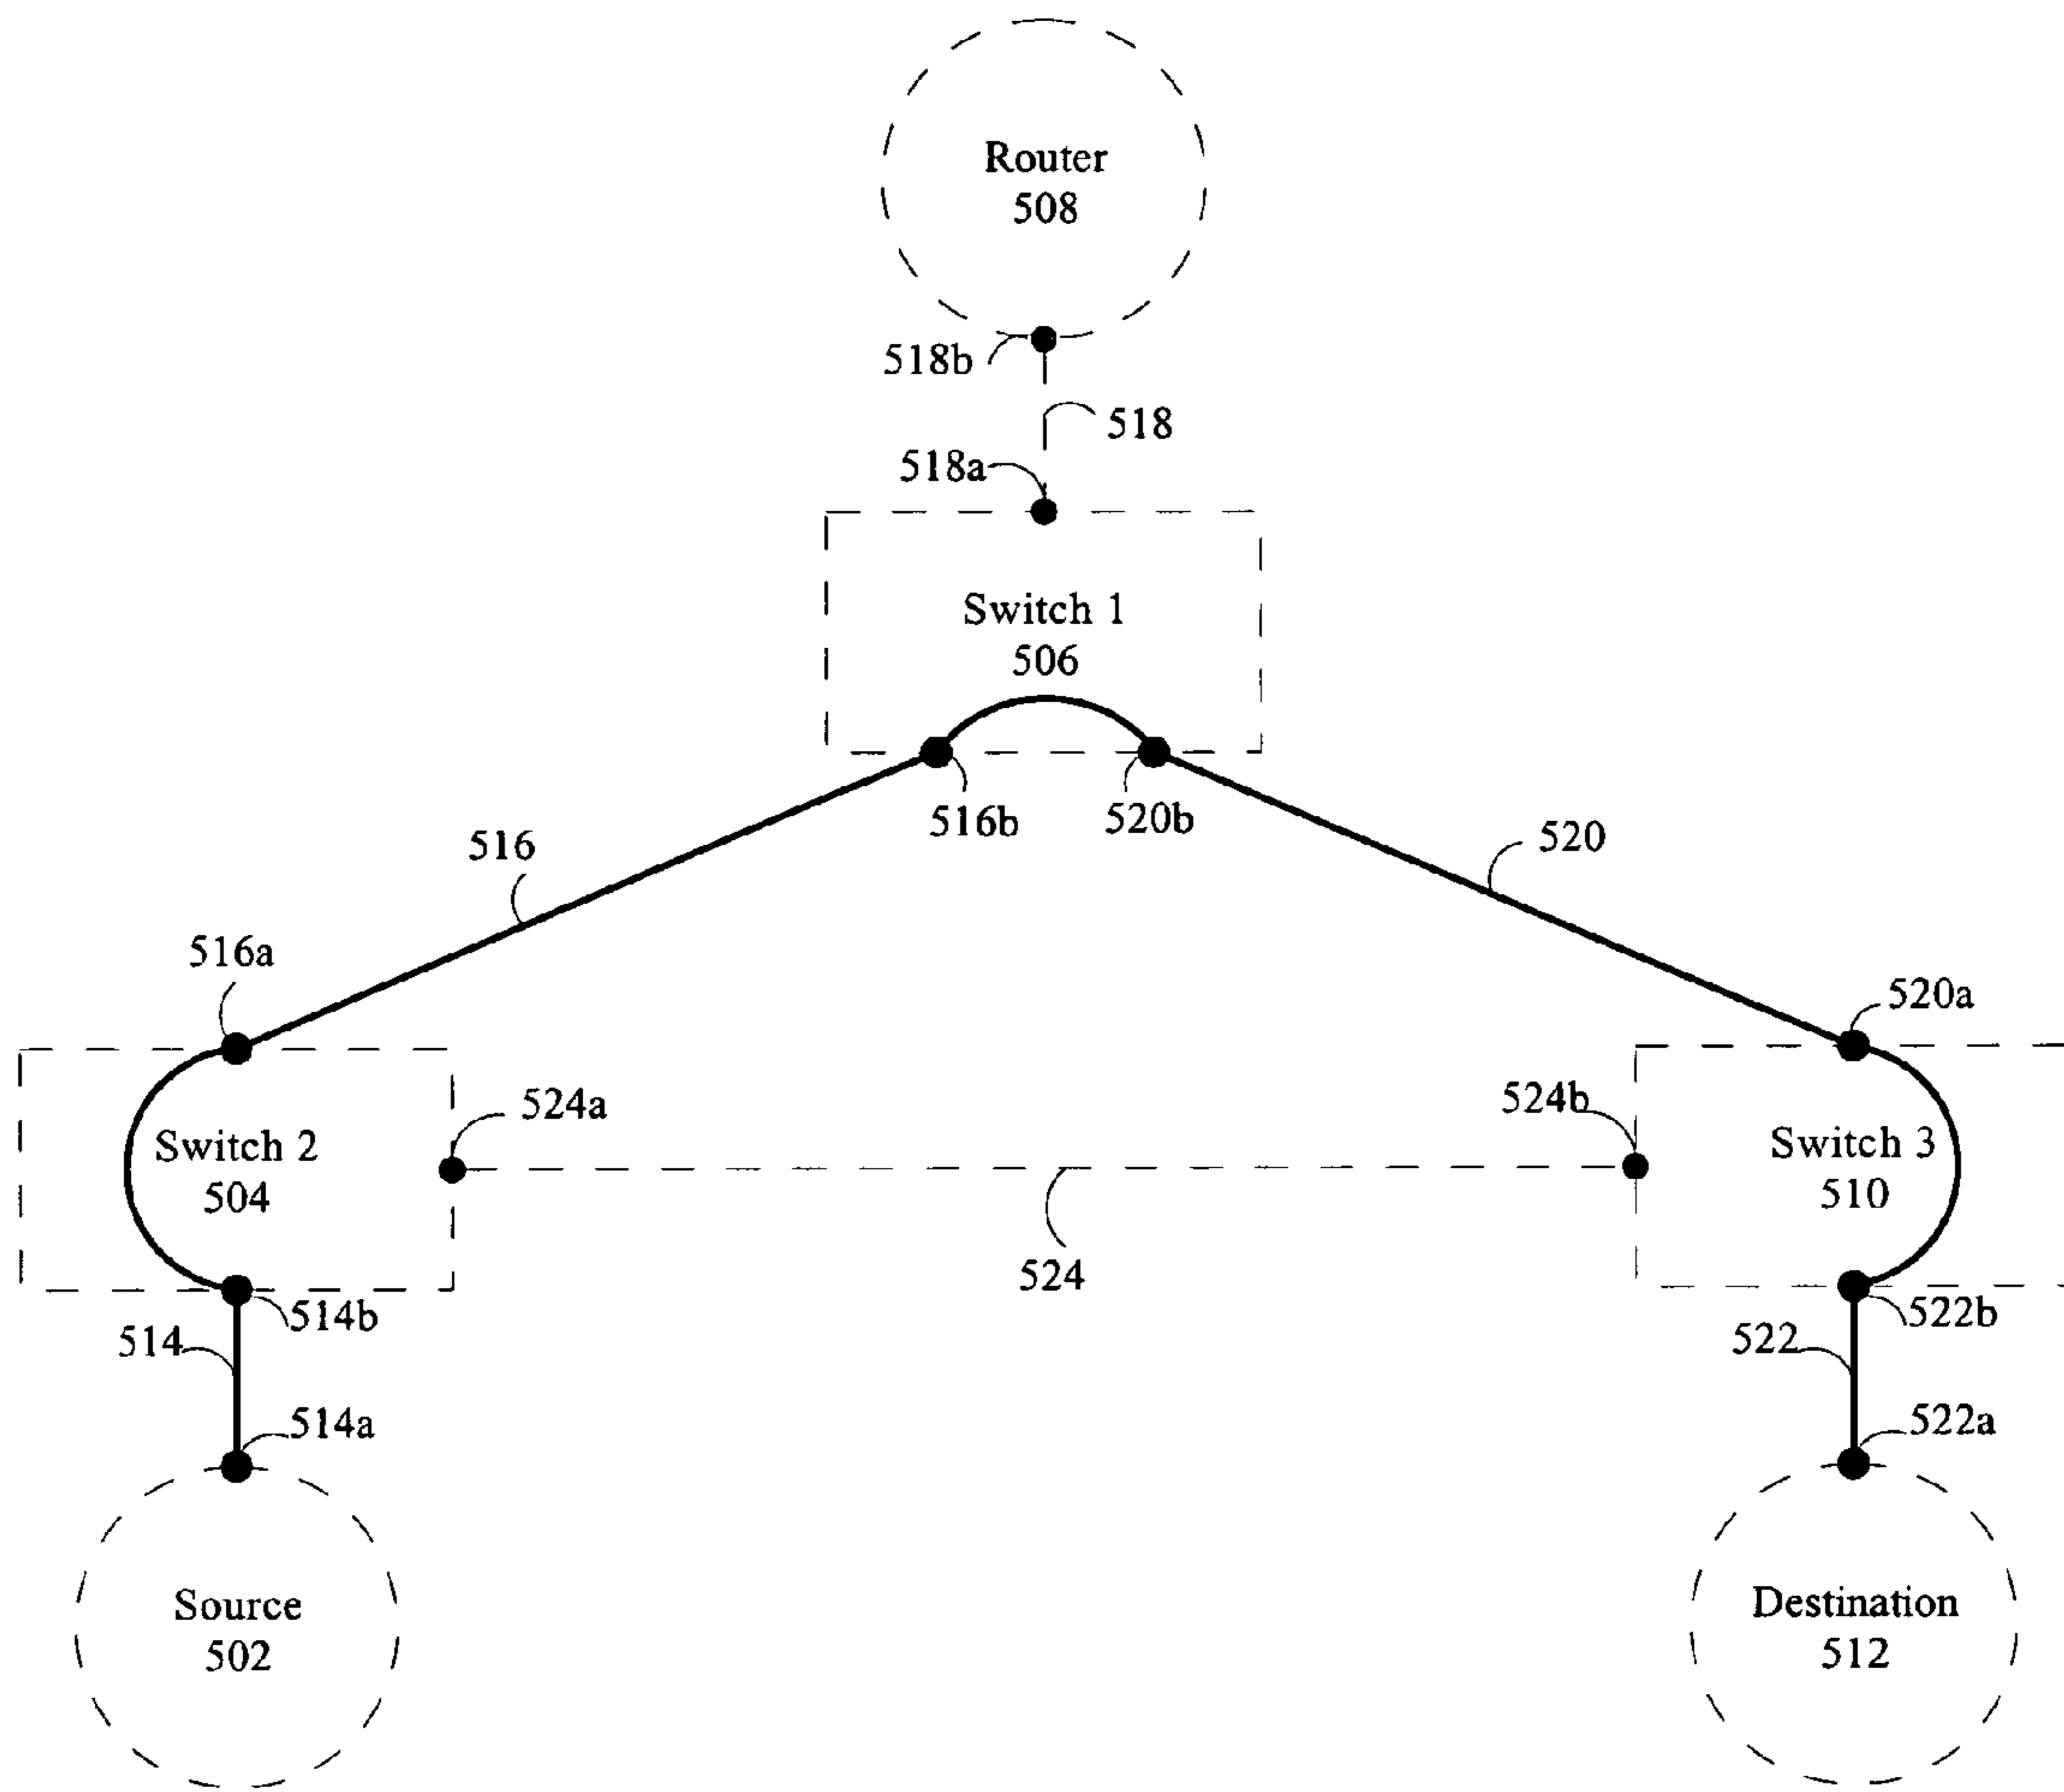 Router
508
518b
518
518a
Switch 1
506
516b
520b
516
520
516a
520a
524a
524b
Switch 2
504
Switch 3
510
524
514b
522b
514
522
514a
522a
Source
502
Destination
512